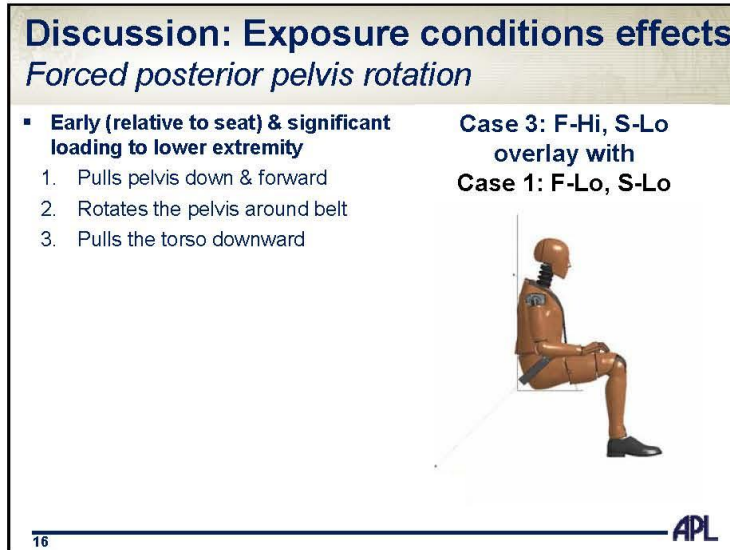 Discussion: Exposure conditions effects
Forced posterior pelvis rotation
▪ Early (relative to seat) & significant
loading to lower extremity
1. Pulls pelvis down & forward
2. Rotates the pelvis around belt
3. Pulls the torso downward
Case 3: F-Hi, S-Lo
overlay with
Case 1: F-Lo, S-Lo
16
APL